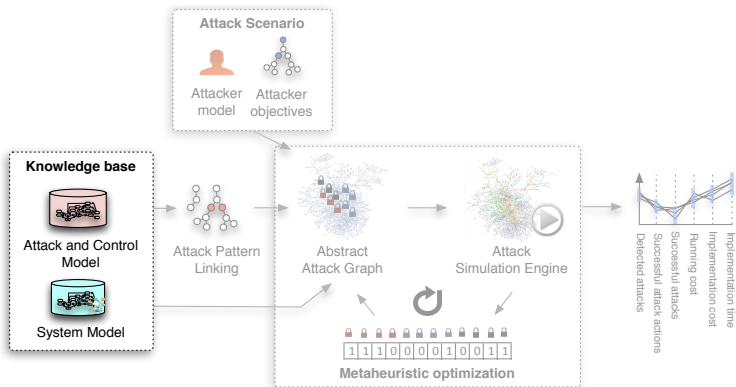 Attack Scenario
Attacker
model
Attacker
objectives
Knowledge base
Attack and Control
Model
System Model
Attack Pattern
Linking
Abstract
Attack Graph
Attack
Simulation Engine
1 1 1 0 0 0 0 1 0 0 1 1
Metaheuristic optimization
Detected attacks
Successful attack actions
Successful attacks
Running cost
Implementation cost
Implementation time